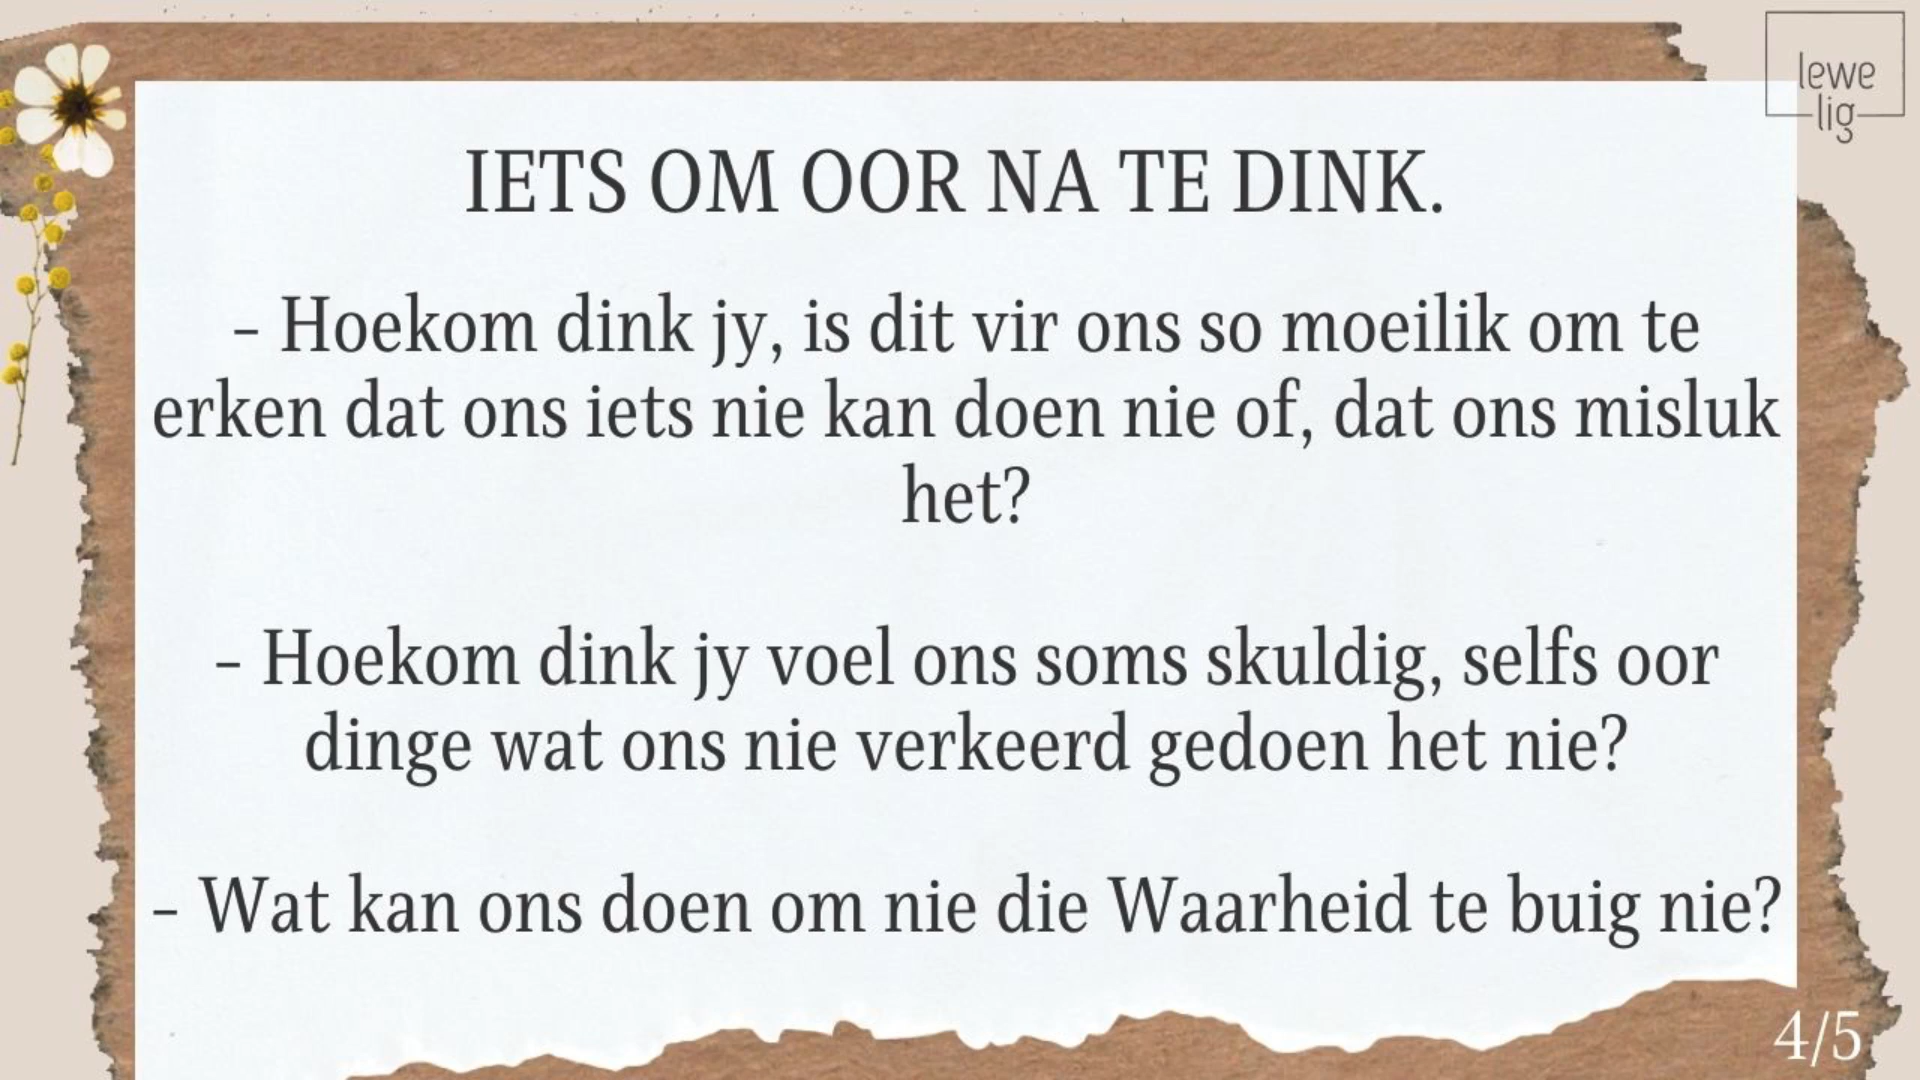 lewe
lig
IETS OM OOR NA TE DINK.
– Hoekom dink jy, is dit vir ons so moeilik om te
erken dat ons iets nie kan doen nie of, dat ons misluk
het?
– Hoekom dink jy voel ons soms skuldig, selfs oor
dinge wat ons nie verkeerd gedoen het nie?
– Wat kan ons doen om nie die Waarheid te buig nie?
4/5